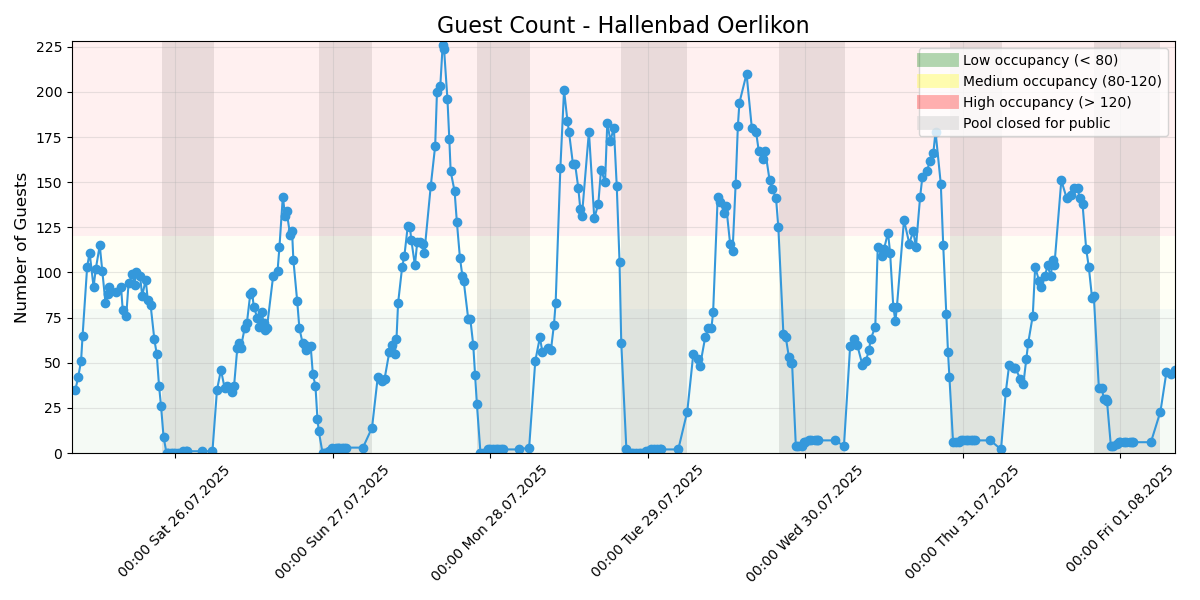 Guest Count - Hallenbad Oerlikon
Number of Guests
225
200
175
150
125
100
75
50
25
0
Low occupancy (< 80)
Medium occupancy (80-120)
High occupancy (> 120)
Pool closed for public
00:00 Sat 26.07.2025
00:00 Sun 27.07.2025
00:00 Mon 28.07.2025
00:00 Tue 29.07.2025
00:00 Wed 30.07.2025
00:00 Thu 31.07.2025
00:00 Fri 01.08.2025